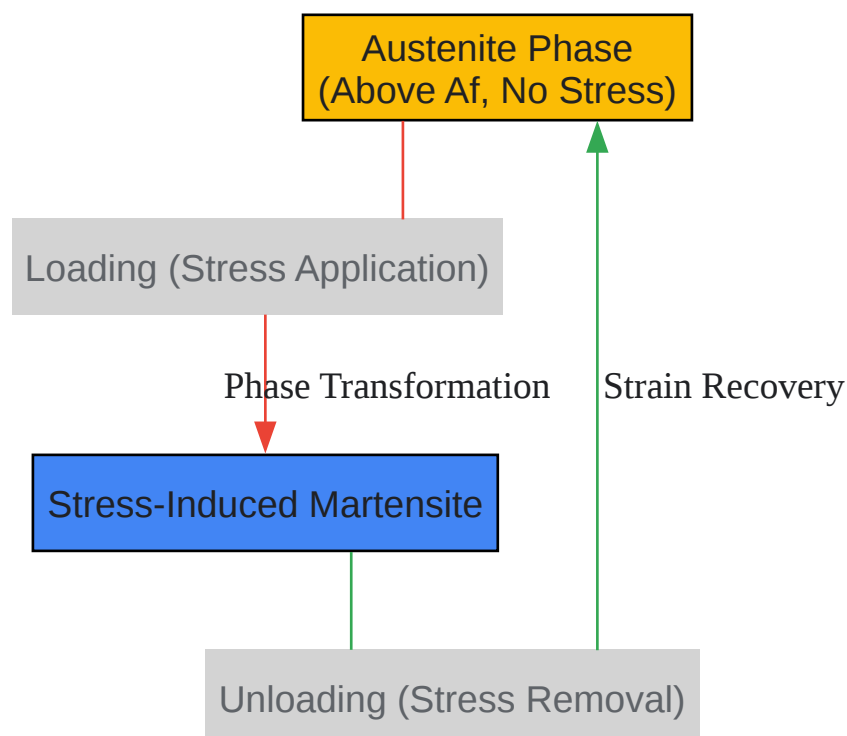 Austenite Phase
(Above Af, No Stress)
Loading (Stress Application)
Phase Transformation
Strain Recovery
Stress-Induced Martensite
Unloading (Stress Removal)